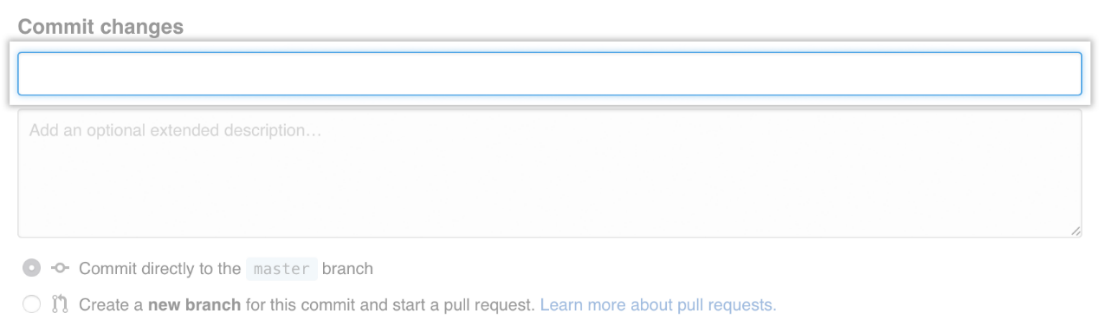 Commit changes
Add an optional extended description…
Commit directly to the master branch
Create a new branch for this commit and start a pull request. Learn more about pull requests.